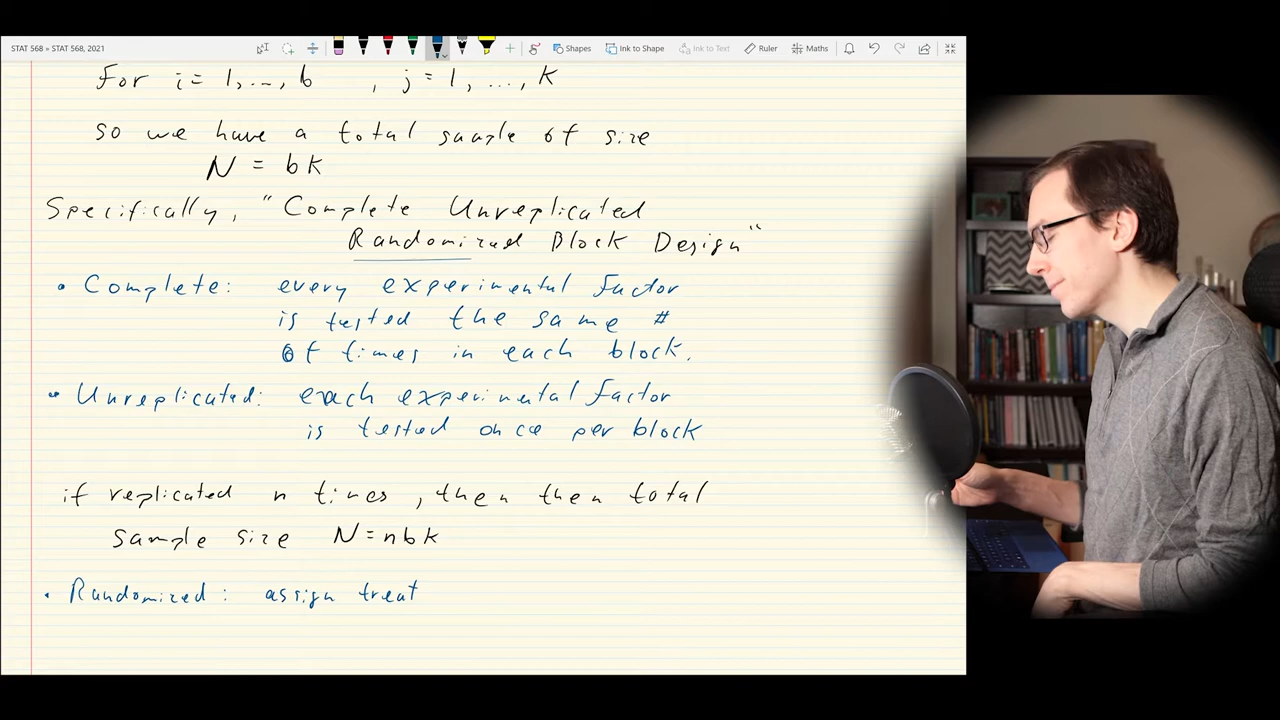 STAT 568 » STAT 568, 2021
Shapes Ink to Shape Ink to Text Ruler Maths
For i = 1,..., b , j = 1, ..., K
so we have a total sample of size
N = bk
Specifically, "Complete Unreplicated
Randomized Block Design"
• Complete: every experimental factor
is tested the same #
of times in each block.
• Unreplicated: each experimental factor
is tested once per block
if replicated n times, then then total
sample size N=nbk
• Randomized: assign treat